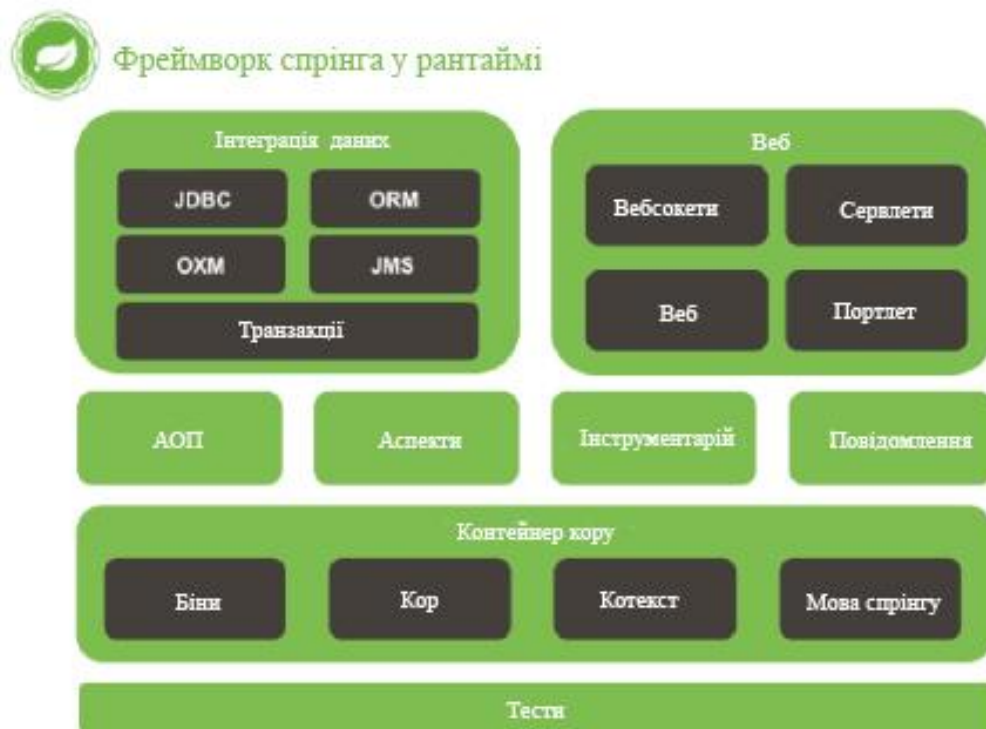 Фреймворк спрінга у рантаймі
Інтеграція даних
JDBC
ORM
OXM
JMS
Транзакції
Веб
Вебсокети
Сервлети
Веб
Портлет
АОП
Аспекти
Інструментарій
Повідомлення
Контейнер кору
Біни
Кор
Котекст
Мова спрінгу
Тести